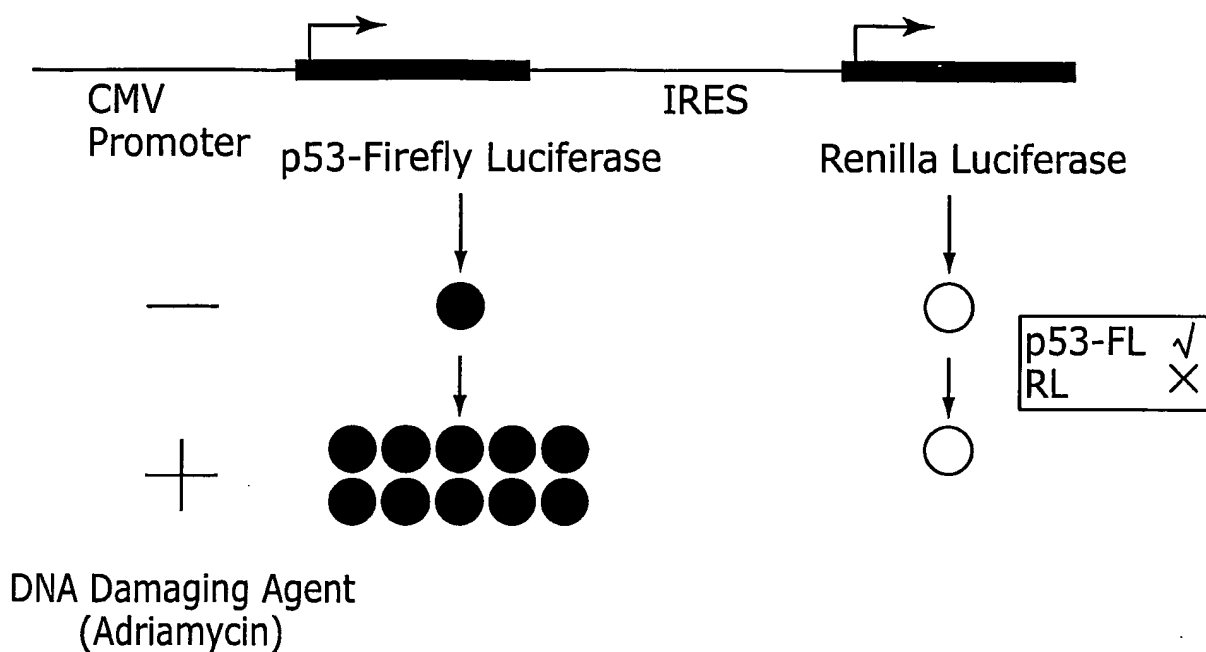 CMV
Promoter
IRES
p53-Firefly Luciferase
Renilla Luciferase
p53-FL √
RL ×
DNA Damaging Agent
(Adriamycin)